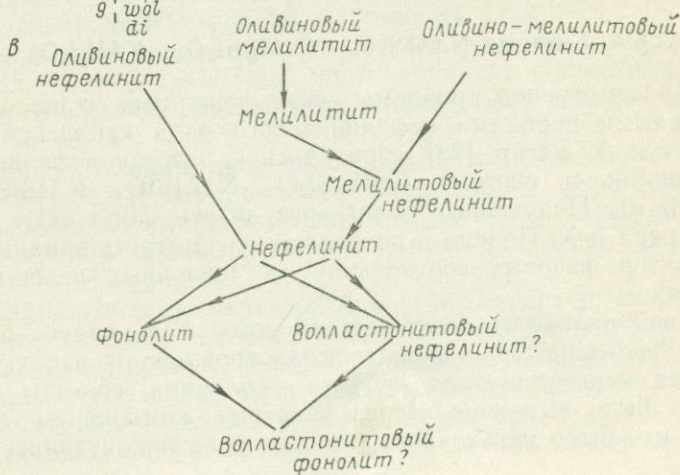 9 wol
di
В
Оливиновый
нефелинит
Оливиновый
мелилитит
Оливино-мелилитовый
нефелинит
Мелилитит
Мелилитовый
нефелинит
Нефелинит
Фонолит
Волластонитовый
нефелинит?
Волластонитовый
фонолит?